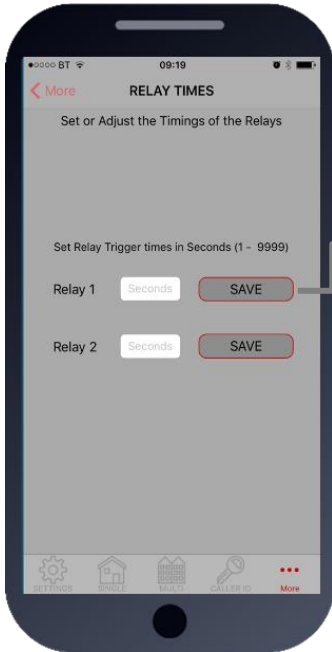 BT 09:19
More RELAY TIMES
Set or Adjust the Timings of the Relays
Set Relay Trigger times in Seconds (1 - 9999)
Relay 1 Seconds SAVE
Relay 2 Seconds SAVE
SETTINGS SINGLE MULTI CALLER ID More